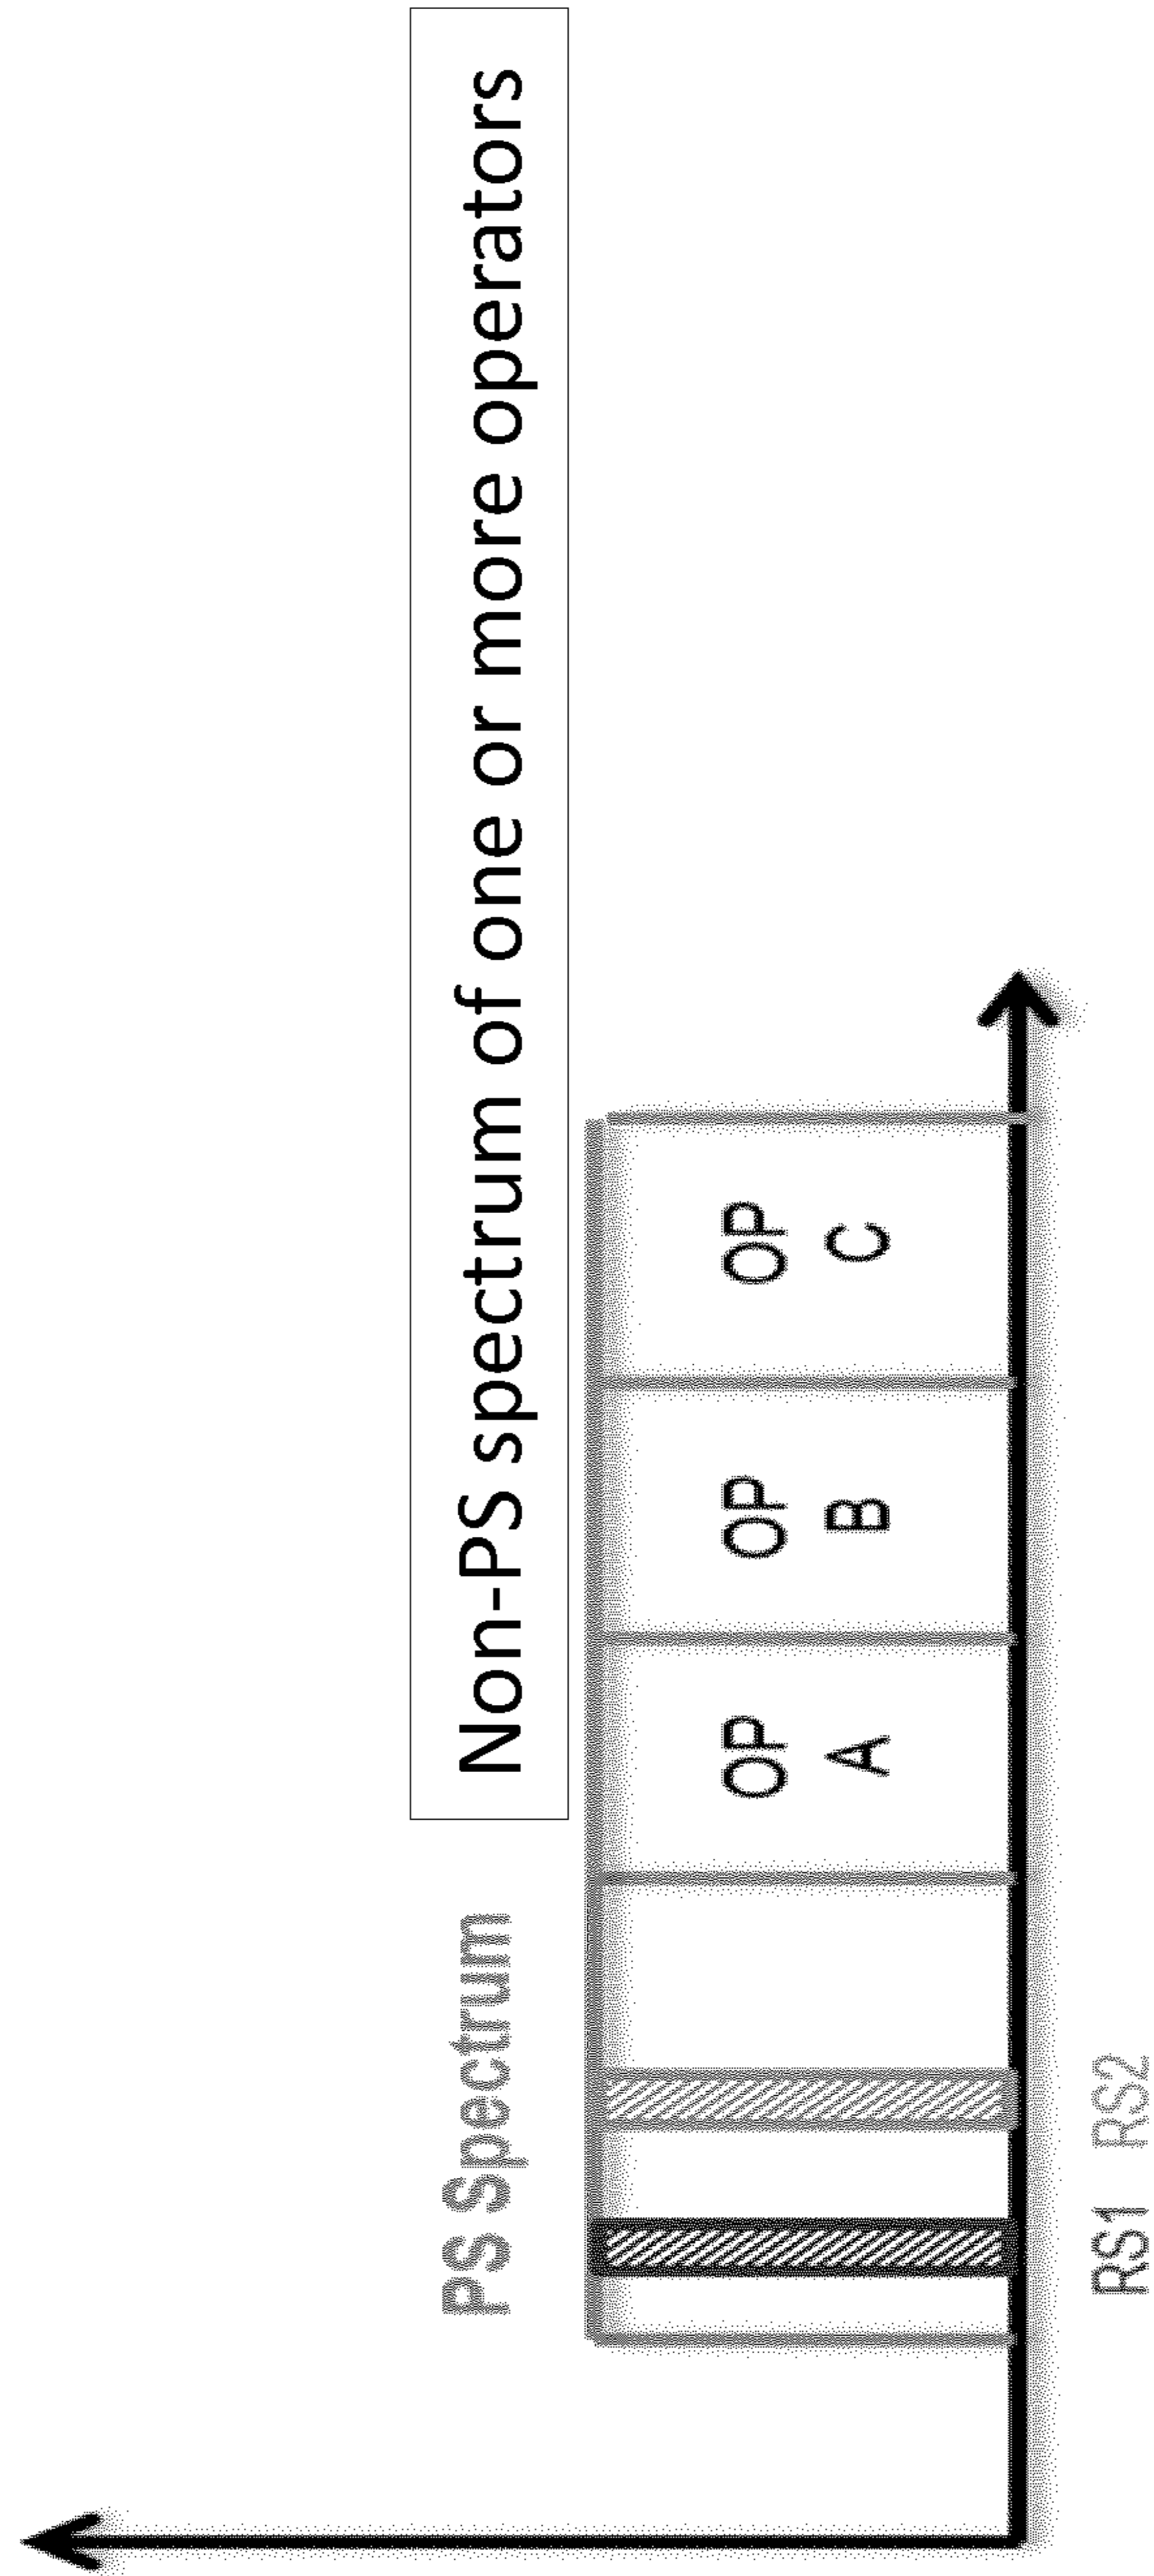 PS Spectrum
Non-PS spectrum of one or more operators
OP
A
OP
B
OP
C
RS1
RS2